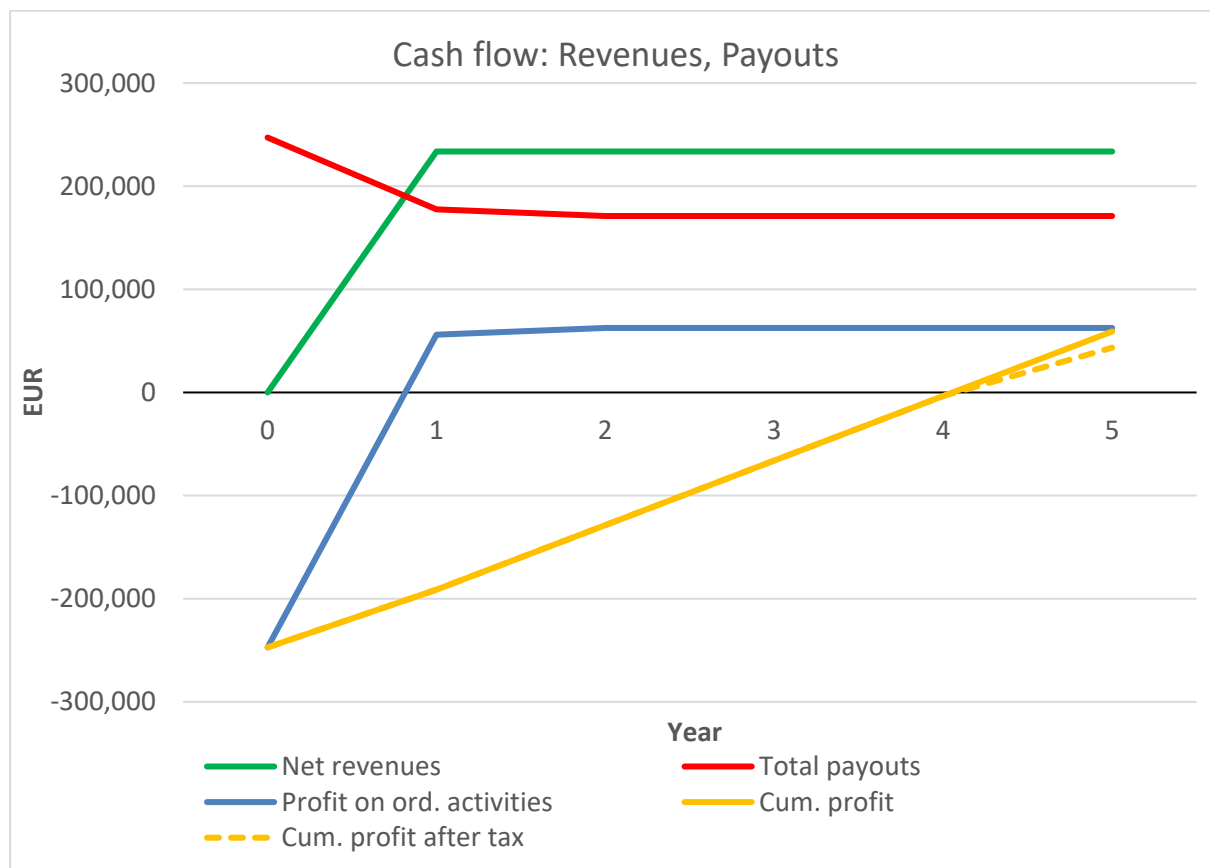 Cash flow: Revenues, Payouts
300,000
200,000
100,000
0
-100,000
-200,000
-300,000
EUR
0 1 2 3 4 5
Year
Net revenues Total payouts
Profit on ord. activities Cum. profit
Cum. profit after tax